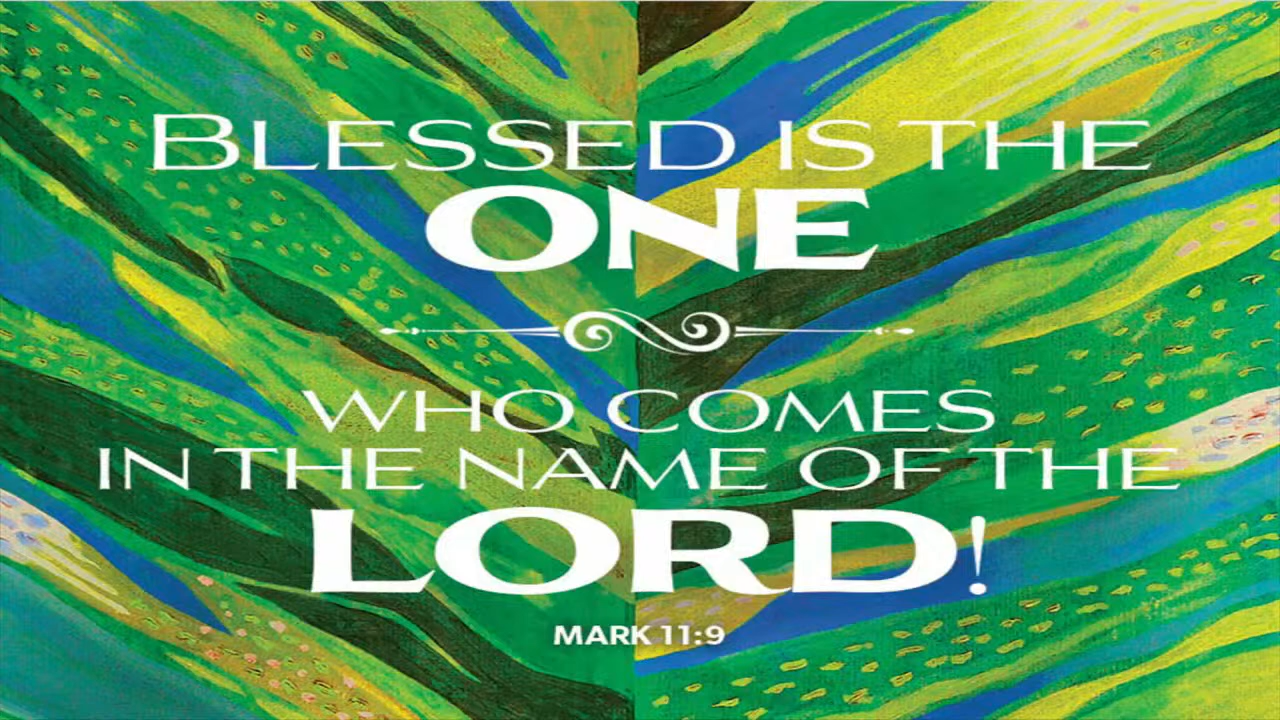 BLESSED IS THE
ONE
WHO COMES
IN THE NAME OF THE
LORD!
MARK 11:9